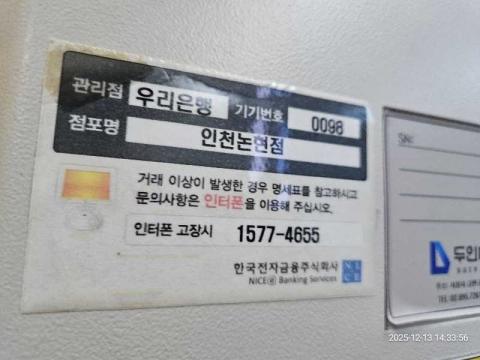 관리점 우리은행 기기번호 0098
점포명 인천논현점
거래 이상이 발생한 경우 명세표를 참고하시고
문의사항은 인터폰을 이용해 주십시오.
인터폰 고장시 1577-4655
한국전자금융주식회사
NICE Banking Services
NICE
SN:
두인
2025-12-13 14:33:56